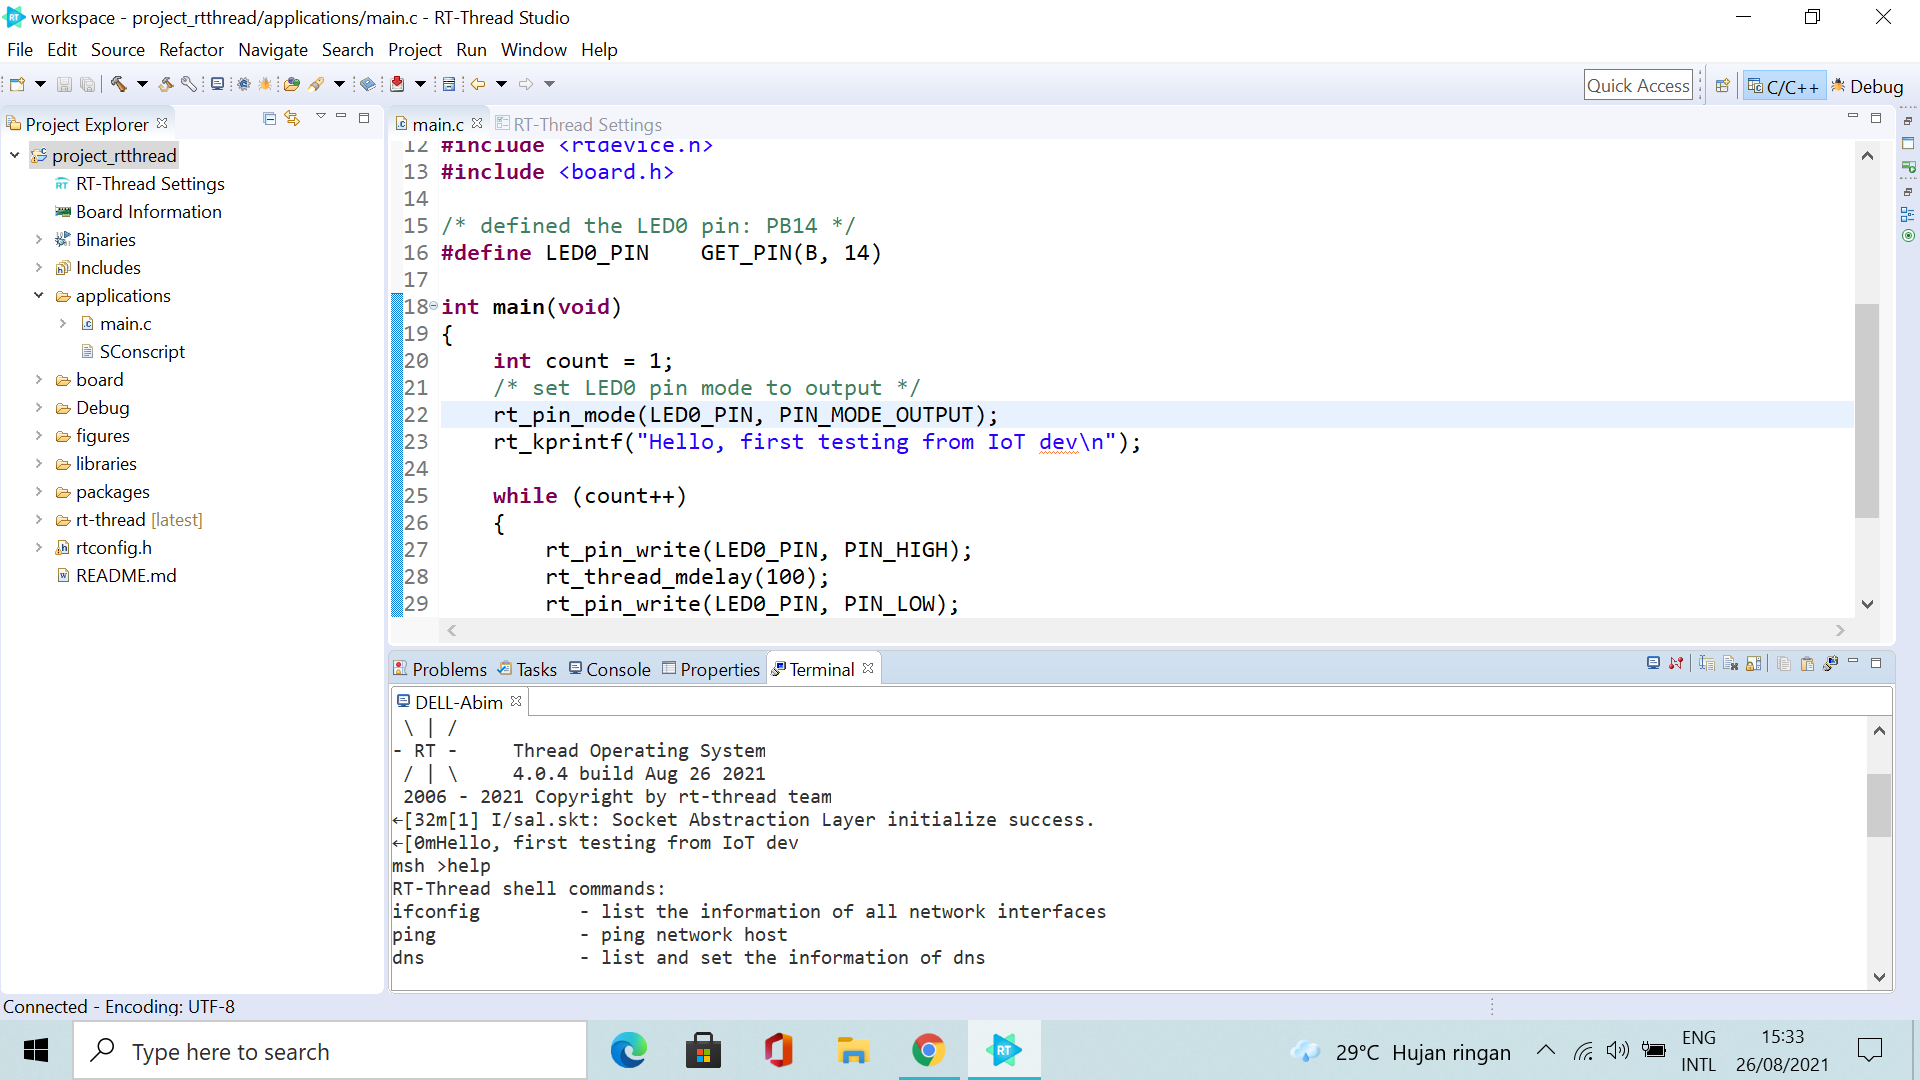 workspace - project_rtthread/applications/main.c - RT-Thread Studio
File Edit Source Refactor Navigate Search Project Run Window Help
Quick Access
C/C++
Debug
Project Explorer
project_rtthread
RT-Thread Settings
Board Information
Binaries
Includes
applications
main.c
SConscript
board
Debug
figures
libraries
packages
rt-thread [latest]
rtconfig.h
README.md
main.c
RT-Thread Settings
12 #include <rtdevice.h>
13 #include <board.h>
14
15 /* defined the LED0 pin: PB14 */
16 #define LED0_PIN    GET_PIN(B, 14)
17
18 int main(void)
19 {
20     int count = 1;
21     /* set LED0 pin mode to output */
22     rt_pin_mode(LED0_PIN, PIN_MODE_OUTPUT);
23     rt_kprintf("Hello, first testing from IoT dev\n");
24
25     while (count++)
26     {
27         rt_pin_write(LED0_PIN, PIN_HIGH);
28         rt_thread_mdelay(100);
29         rt_pin_write(LED0_PIN, PIN_LOW);
Problems Tasks Console Properties Terminal
DELL-Abim
 \ | /
- RT -     Thread Operating System
 / | \     4.0.4 build Aug 26 2021
 2006 - 2021 Copyright by rt-thread team
←[32m[1] I/sal.skt: Socket Abstraction Layer initialize success.
←[0mHello, first testing from IoT dev
msh >help
RT-Thread shell commands:
ifconfig         - list the information of all network interfaces
ping             - ping network host
dns              - list and set the information of dns
Connected - Encoding: UTF-8
Type here to search
RT
29°C Hujan ringan
ENG
INTL
15:33
26/08/2021